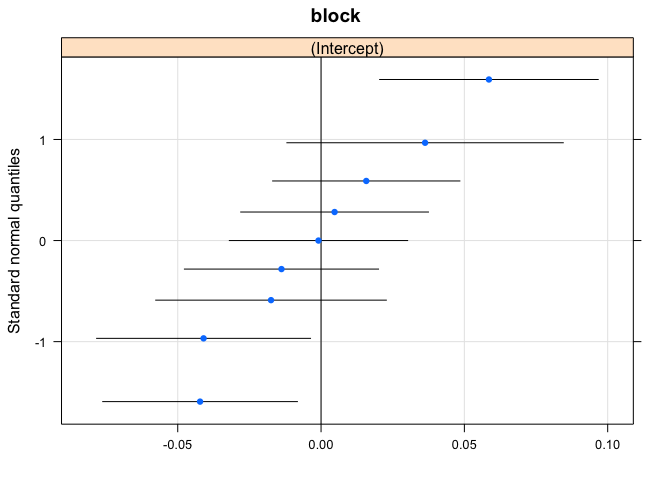 block
(Intercept)
Standard normal quantiles
1
0
-1
-0.05
0.00
0.05
0.10